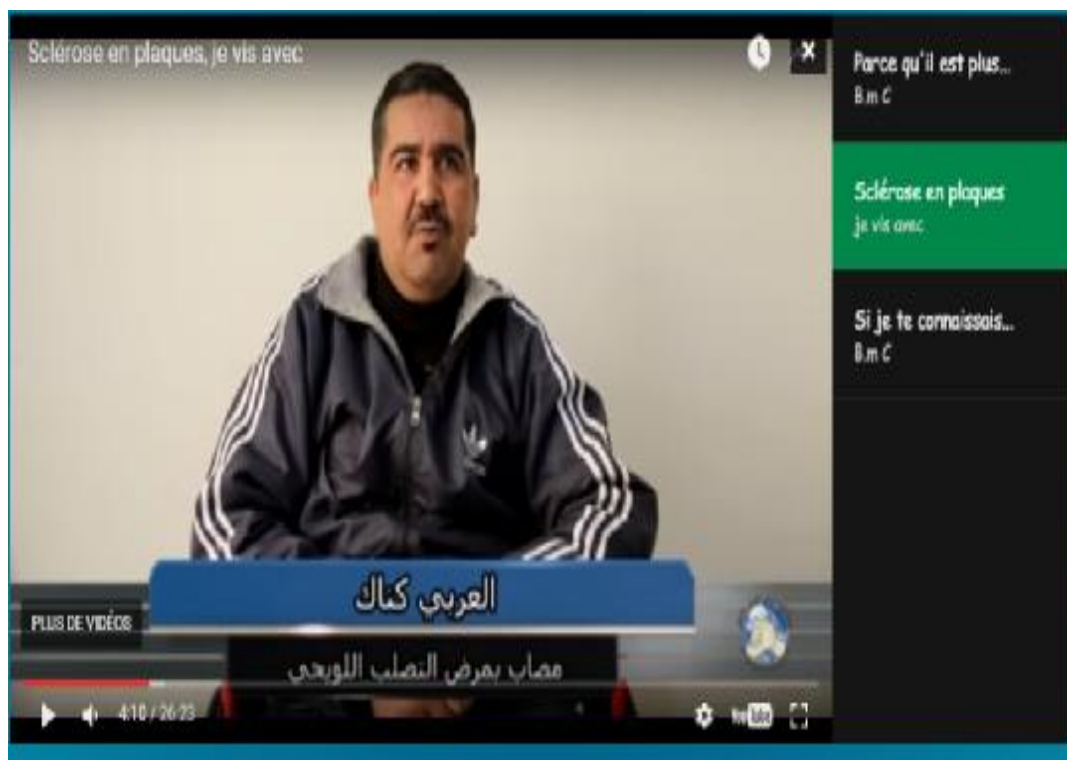 Sclérose en plaques, je vis avec
العربي كناك
مصاب بمرض التصلب اللويحي
PLUS DE VIDÉOS
4:10 / 26:23
YouTube
Parce qu'il est plus...
B.m C
Sclérose en plaques
je vis avec
Si je te connaissais...
B.m C